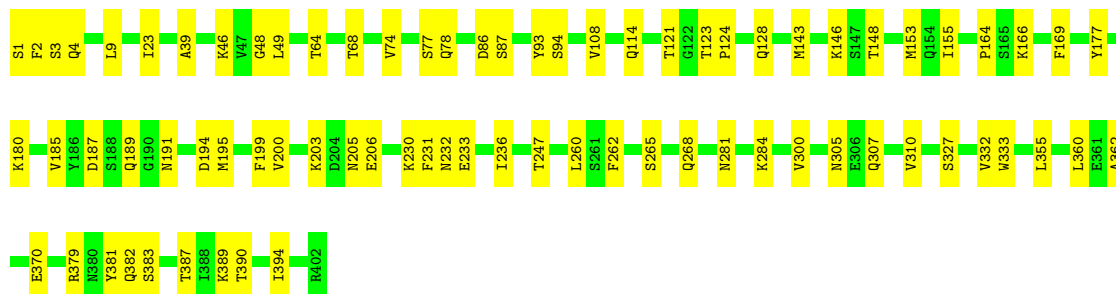 S1 F2 S3 Q4 L9 I23 A39 K46 V47 G48 L49 T64 T68 V74 S77 Q78 D86 S87 Y93 S94 V108 Q114 T121 G122 T123 P124 Q128 M143 K146 S147 T148 M153 Q154 I155 P164 S165 K166 F169 Y177
K180 V185 Y186 D187 S188 Q189 G190 N191 D194 M195 F199 V200 K203 D204 N205 E206 K230 F231 N232 E233 I236 T247 L260 S261 F262 S265 Q268 N281 K284 V300 N305 E306 Q307 V310 S327 V332 W333 L355 L360 E361 A362
E370 R379 N380 Y381 Q382 S383 T387 I388 K389 T390 I394 R402